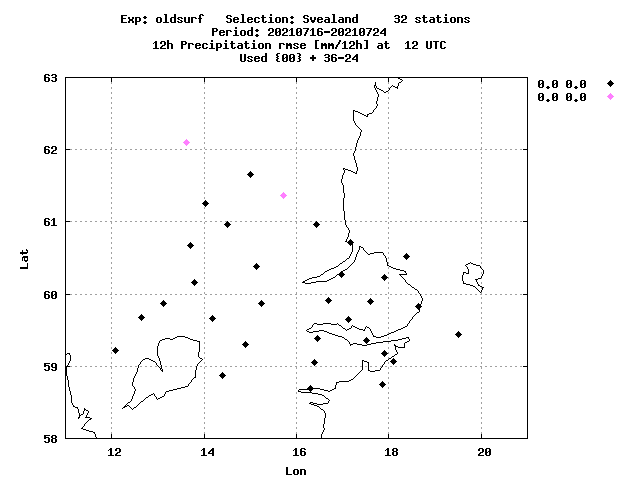 Exp: oldsurf   Selection: Svealand     32 stations
Period: 20210716-20210724
12h Precipitation rmse [mm/12h] at  12 UTC
Used {00} + 36-24
0.0 0.0
0.0 0.0
63
62
61
60
59
58
Lat
12
14
16
18
20
Lon